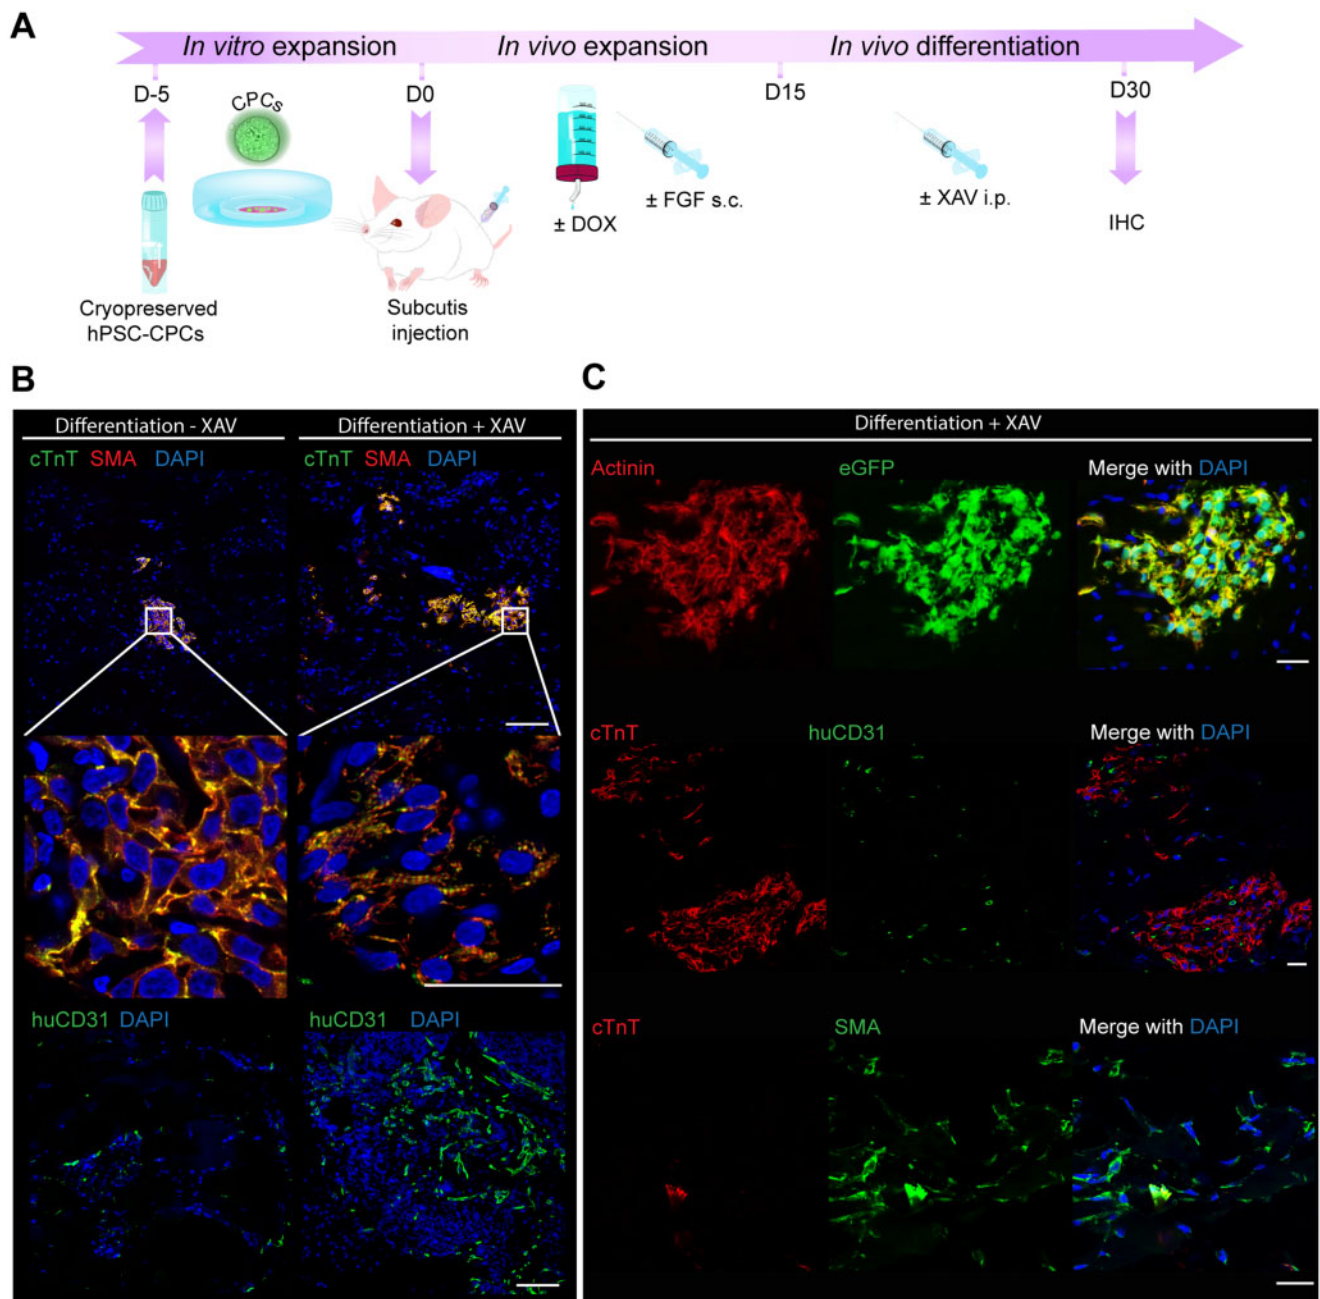 A
In vitro expansion In vivo expansion In vivo differentiation
D-5 CPCs D0 D15 D30
± DOX ± FGF s.c. ± XAV i.p. IHC
Cryopreserved
hPSC-CPCs
Subcutis
injection
B
Differentiation - XAV Differentiation + XAV
cTnT SMA DAPI cTnT SMA DAPI
huCD31 DAPI huCD31 DAPI
C
Differentiation + XAV
Actinin eGFP Merge with DAPI
cTnT huCD31 Merge with DAPI
cTnT SMA Merge with DAPI